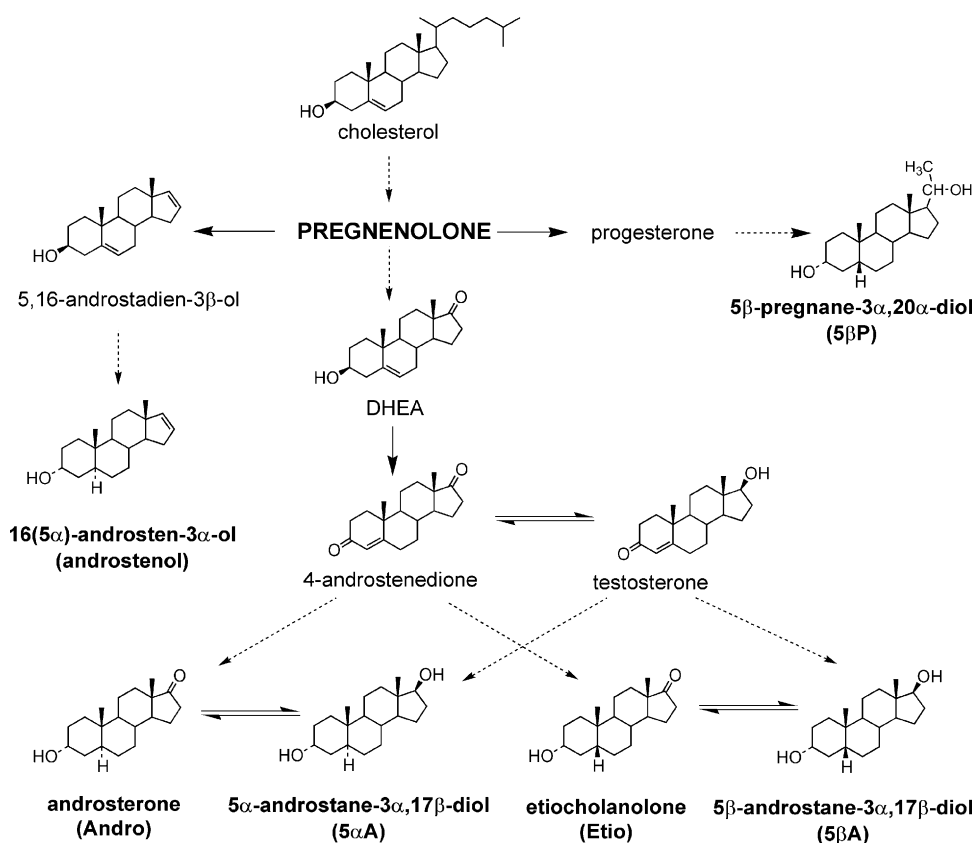 HO
cholesterol
PREGNENOLONE
progesterone
H₃C
CH-OH
HO
H
5β-pregnane-3α,20α-diol
(5βP)
HO
5,16-androstadien-3β-ol
O
HO
DHEA
HO
H
16(5α)-androsten-3α-ol
(androstenol)
O
O
4-androstenedione
OH
O
testosterone
O
HO
H
androsterone
(Andro)
OH
HO
H
5α-androstane-3α,17β-diol
(5αA)
O
HO
H
etiocholanolone
(Etio)
OH
HO
H
5β-androstane-3α,17β-diol
(5βA)